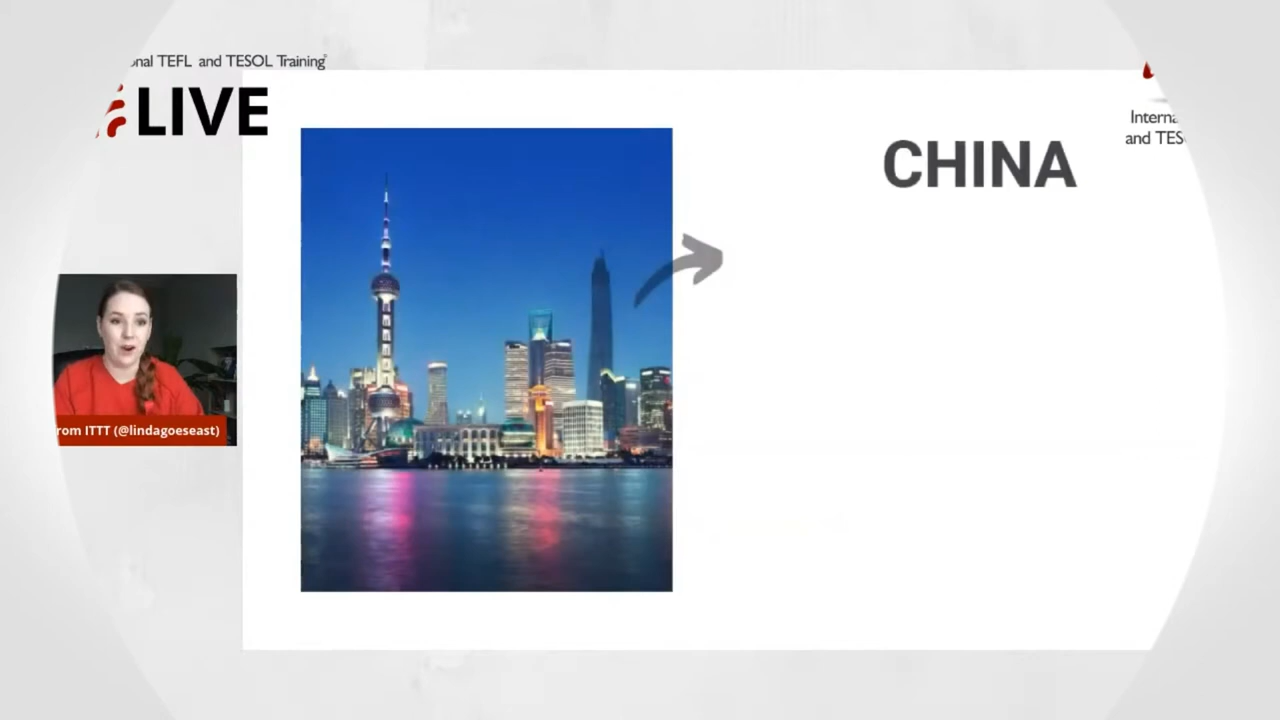 onal TEFL and TESOL Training
LIVE
CHINA
Interna
and TES
rom ITTT (@lindagoeseast)